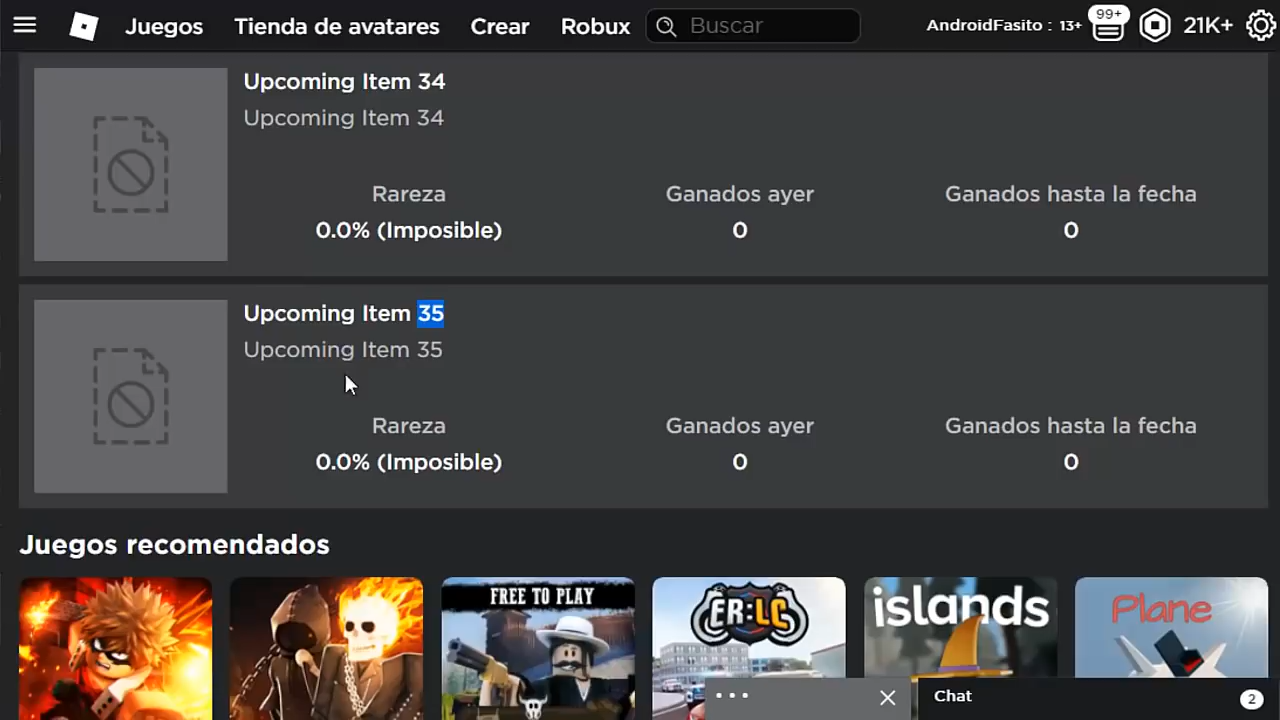 Juegos Tienda de avatares Crear Robux Buscar AndroidFasito : 13+ 99+ 21K+
Upcoming Item 34
Upcoming Item 34
Rareza Ganados ayer Ganados hasta la fecha
0.0% (Imposible) 0 0
Upcoming Item 35
Upcoming Item 35
Rareza Ganados ayer Ganados hasta la fecha
0.0% (Imposible) 0 0
Juegos recomendados
FREE TO PLAY
ER:LC
islands
Plane
... Chat 2